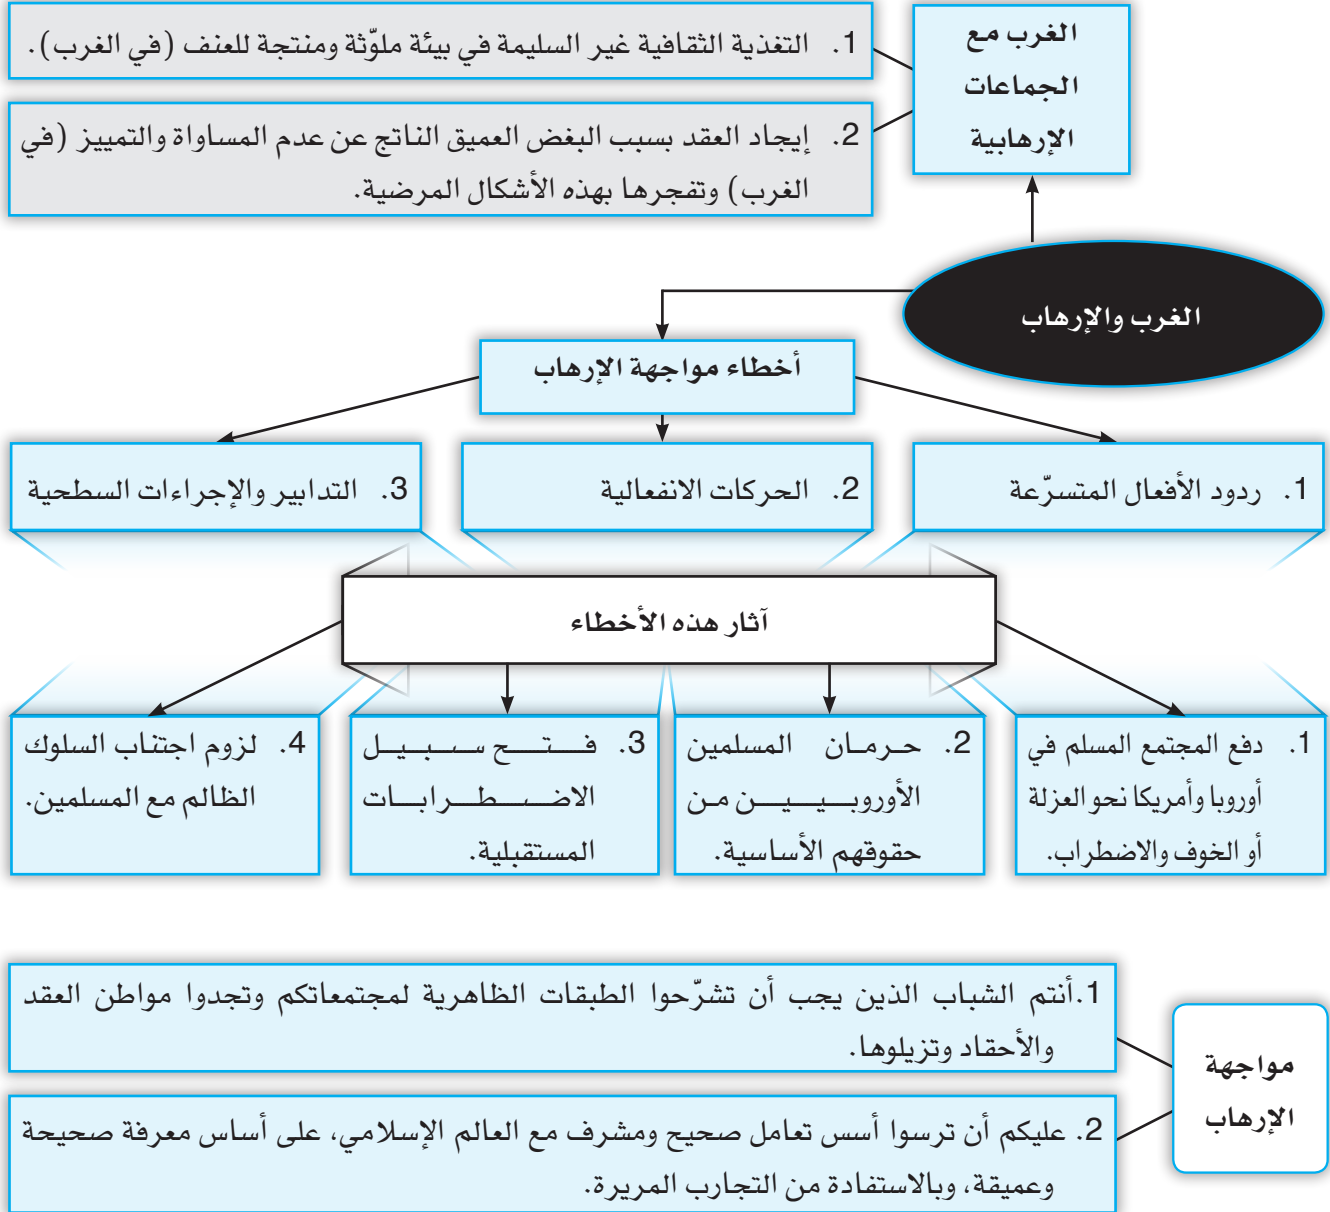 الغرب مع
الجماعات
الإرهابية
1. التغذية الثقافية غير السليمة في بيئة ملوّثة ومنتجة للعنف (في الغرب).
2. إيجاد العقد بسبب البغض العميق الناتج عن عدم المساواة والتمييز (في
الغرب) وتفجرها بهذه الأشكال المرضية.
الغرب والإرهاب
أخطاء مواجهة الإرهاب
1. ردود الأفعال المتسرّعة
2. الحركات الانفعالية
3. التدابير والإجراءات السطحية
آثار هذه الأخطاء
1. دفع المجتمع المسلم في
أوروبا وأمريكا نحو العزلة
أو الخوف والاضطراب.
2. حرمان المسلمين
الأوروبيين من
حقوقهم الأساسية.
3. فتح سبيل
الاضطرابات
المستقبلية.
4. لزوم اجتناب السلوك
الظالم مع المسلمين.
مواجهة
الإرهاب
1.أنتم الشباب الذين يجب أن تشرّحوا الطبقات الظاهرية لمجتمعاتكم وتجدوا مواطن العقد
والأحقاد وتزيلوها.
2. عليكم أن ترسوا أسس تعامل صحيح ومشرف مع العالم الإسلامي، على أساس معرفة صحيحة
وعميقة، وبالاستفادة من التجارب المريرة.